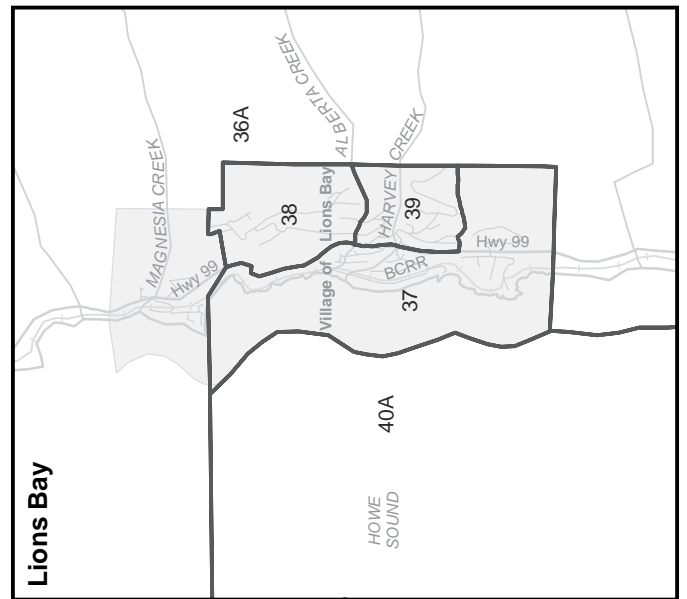 Lions Bay
MAGNESIA CREEK
Hwy 99
36A
38
ALBERTA CREEK
Village of Lions Bay
HARVEY CREEK
39
BCRR
37
Hwy 99
40A
HOWE
SOUND